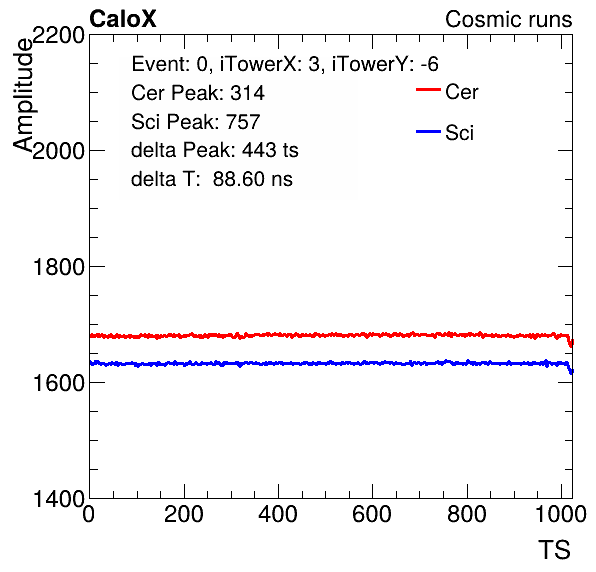 CaloX
Cosmic runs
Amplitude
2200
2000
1800
1600
1400
Event: 0, iTowerX: 3, iTowerY: -6
Cer Peak: 314
Sci Peak: 757
delta Peak: 443 ts
delta T:  88.60 ns
Cer
Sci
0
200
400
600
800
1000
TS